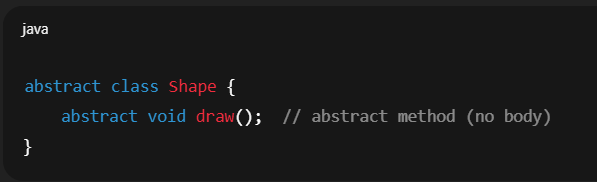 java
abstract class Shape {
    abstract void draw();  // abstract method (no body)
}